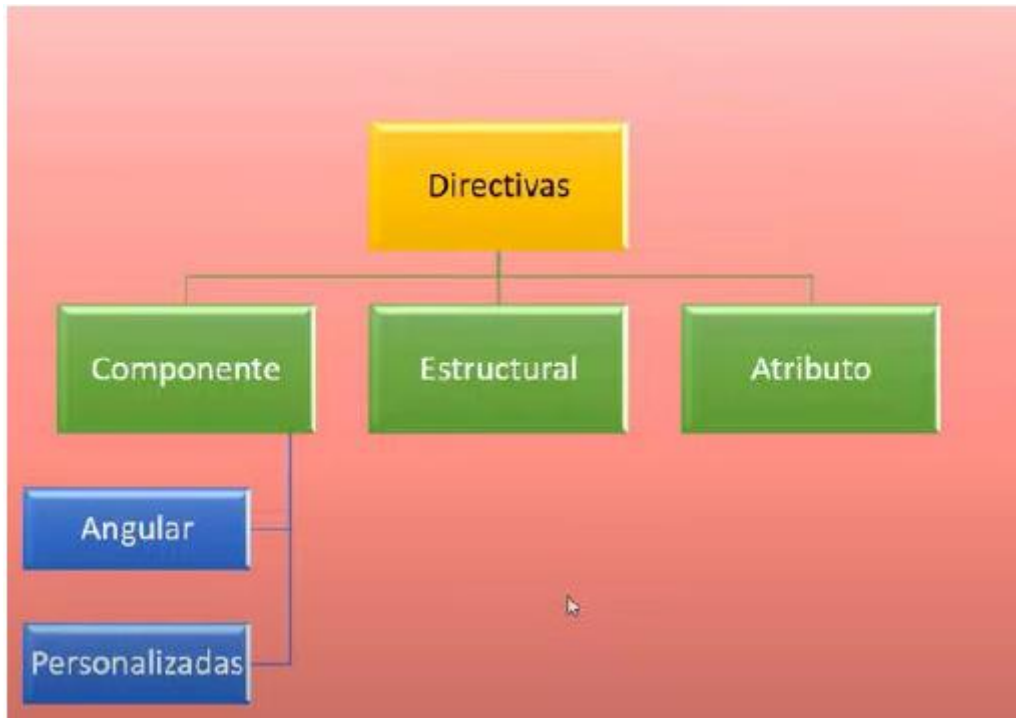 Directivas
Componente
Estructural
Atributo
Angular
Personalizadas